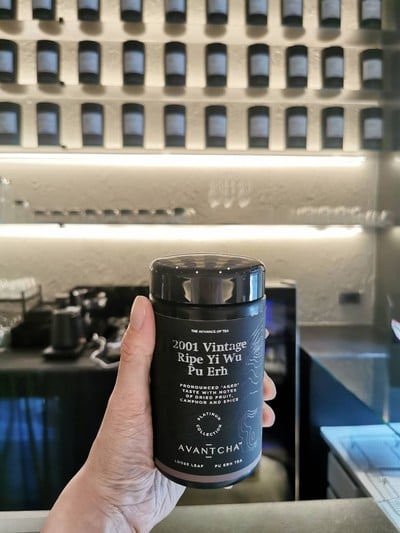 THE ADVANCE OF TEA
2001 Vintage
Ripe Yi Wu
Pu Erh
PRONOUNCED "AGED"
TASTE WITH NOTES
OF DRIED FRUIT,
CAMPHOR AND SPICE
PLATINUM
COLLECTION
AVANTCHA™
LOOSE LEAF PU ERH TEA